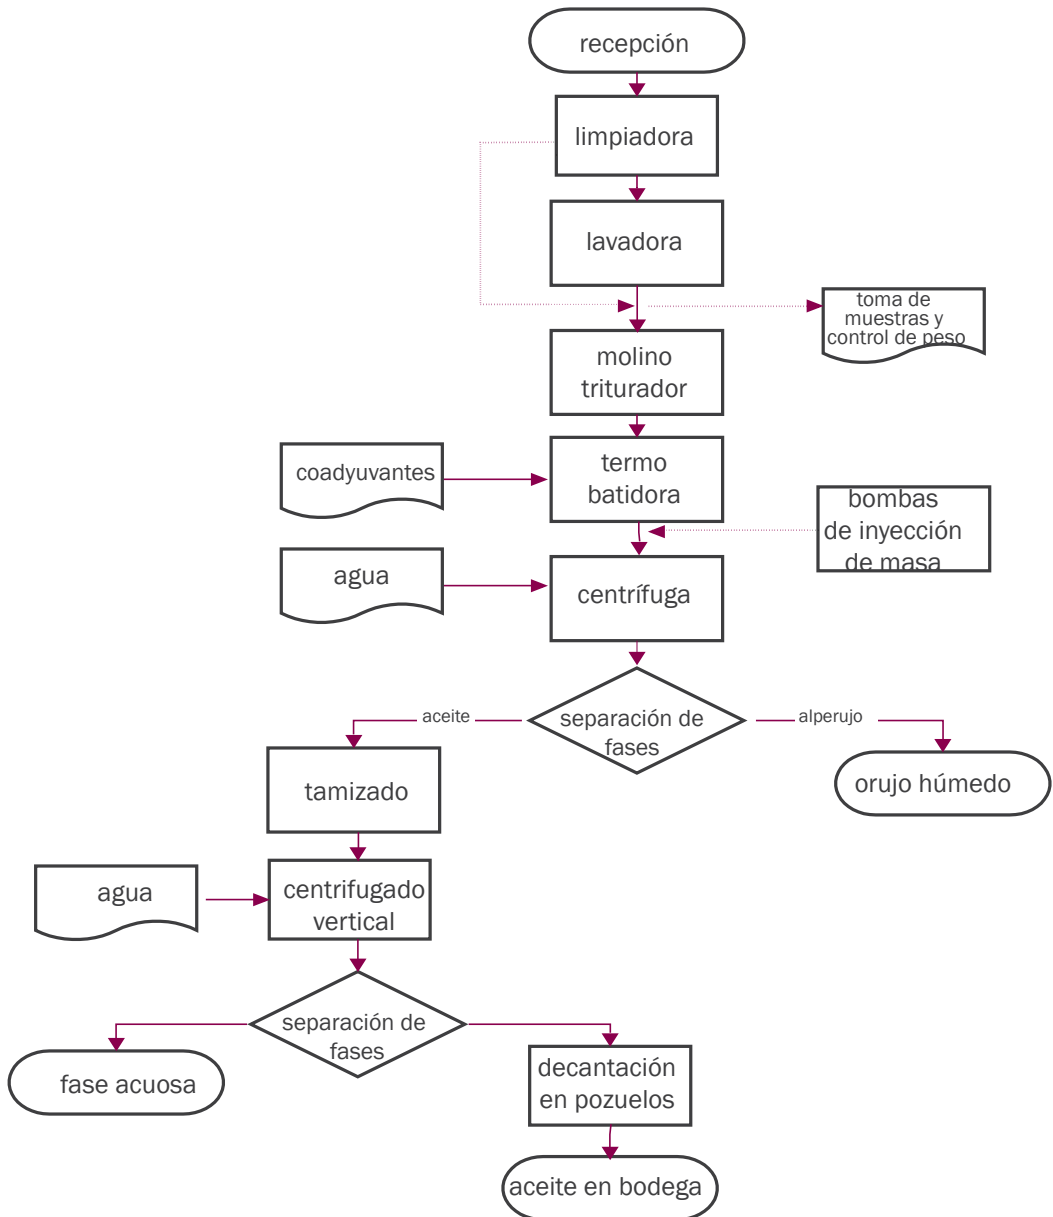 recepción
limpiadora
lavadora
toma de
muestras y
control de peso
molino
triturador
coadyuvantes
termo
batidora
bombas
de inyección
de masa
agua
centrífuga
aceite
separación de
fases
alperujo
tamizado
orujo húmedo
agua
centrifugado
vertical
separación de
fases
fase acuosa
decantación
en pozuelos
aceite en bodega